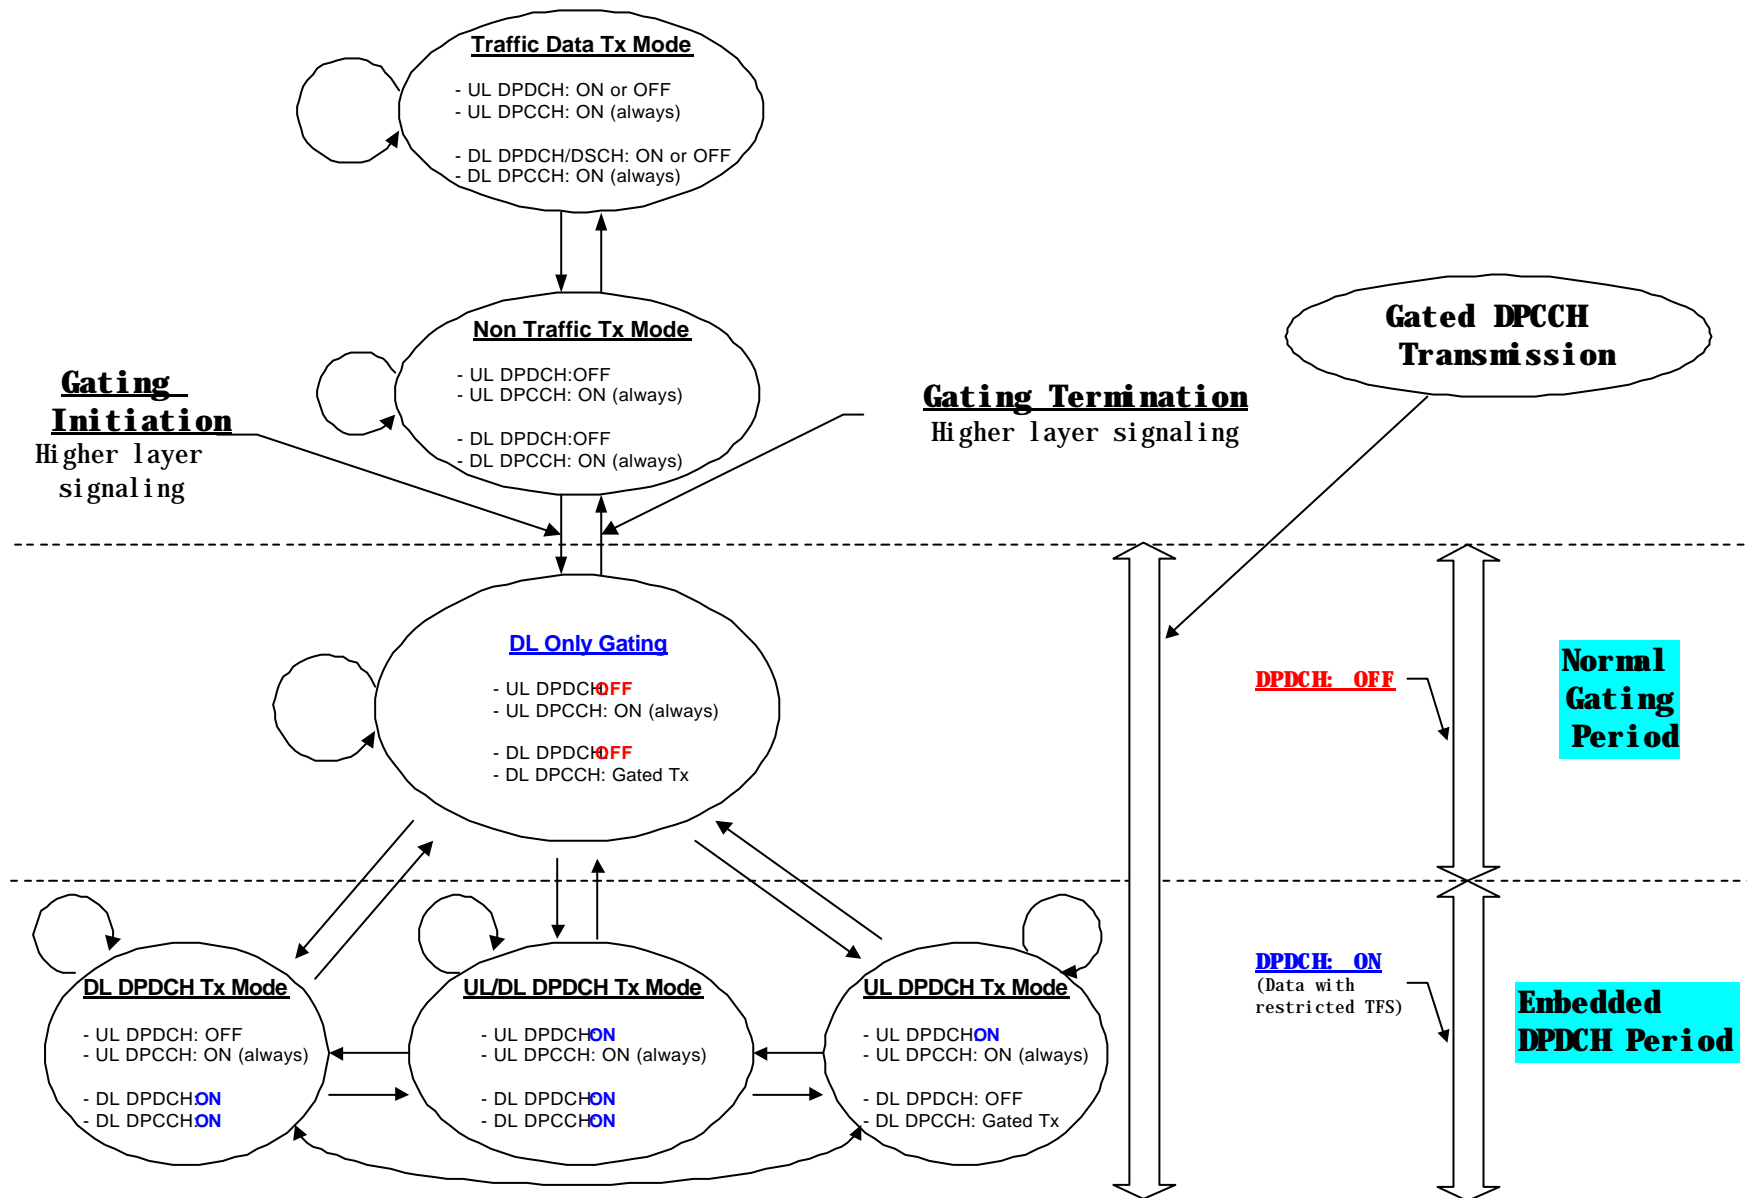 Traffic Data Tx Mode
- UL DPDCH: ON or OFF
- UL DPCCH: ON (always)
- DL DPDCH/DSCH: ON or OFF
- DL DPCCH: ON (always)
Non Traffic Tx Mode
- UL DPDCH:OFF
- UL DPCCH: ON (always)
- DL DPDCH:OFF
- DL DPCCH: ON (always)
Gating
Initiation
Higher layer
signaling
Gating Termination
Higher layer signaling
Gated DPCCH
Transmission
DL Only Gating
- UL DPDCH:OFF
- UL DPCCH: ON (always)
- DL DPDCH:OFF
- DL DPCCH: Gated Tx
DPDCH: OFF
Normal
Gating
Period
DL DPDCH Tx Mode
- UL DPDCH: OFF
- UL DPCCH: ON (always)
- DL DPDCH:ON
- DL DPCCH:ON
UL/DL DPDCH Tx Mode
- UL DPDCH:ON
- UL DPCCH: ON (always)
- DL DPDCH:ON
- DL DPCCH:ON
UL DPDCH Tx Mode
- UL DPDCH:ON
- UL DPCCH: ON (always)
- DL DPDCH: OFF
- DL DPCCH: Gated Tx
DPDCH: ON
(Data with
restricted TFS)
Embedded
DPDCH Period